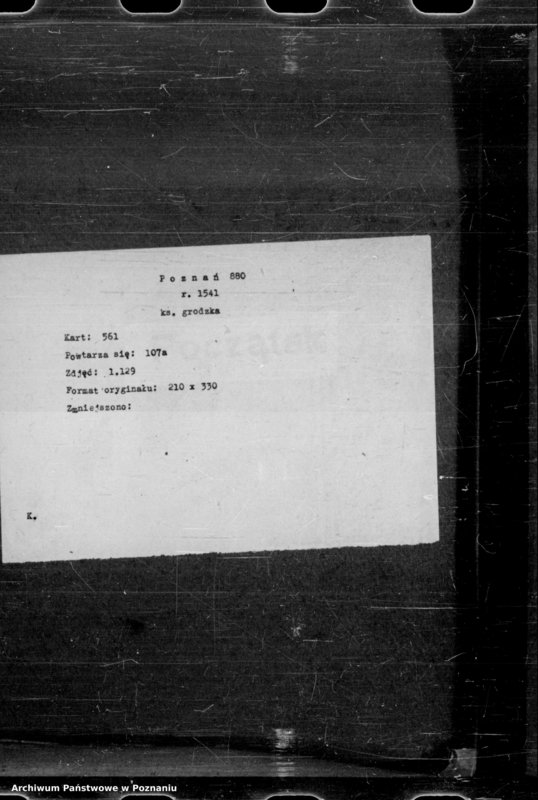 P o z n a ń 880
r. 1541
ks. grodzka
Kart: 561
Powtarza się: 107a
Zdjęć: 1.129
Format oryginału: 210 x 330
Zmniejszono:
K.
Archiwum Państwowe w Poznaniu